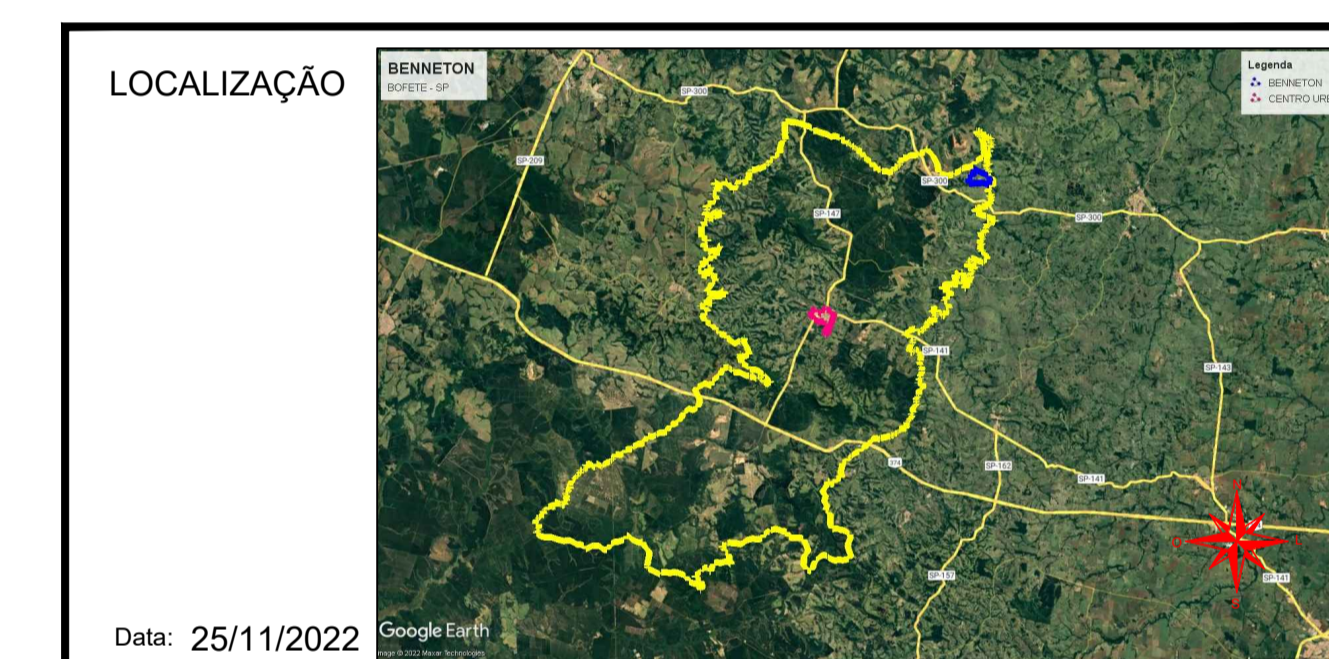 LOCALIZAÇÃO
BENNETON
BOFETE - SP
Legenda
BENNETON
CENTRO URB
SP-300
SP-209
SP-300
SP-147
SP-300
SP-141
SP-143
374
SP-162
SP-141
N
O
L
SP-157
SP-141
S
Data: 25/11/2022
Google Earth
mage © 2022 Maxar Technologies